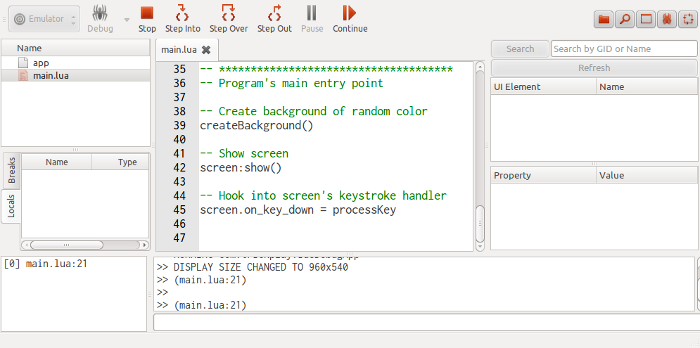 Emulator
Debug
Stop
Step Into
Step Over
Step Out
Pause
Continue
Name
app
main.lua
main.lua
Search
Search by GID or Name
Refresh
UI Element
Name
Property
Value
Breaks
Locals
Name
Type
35 -- *************************************
36 -- Program's main entry point
37
38 -- Create background of random color
39 createBackground()
40
41 -- Show screen
42 screen:show()
43
44 -- Hook into screen's keystroke handler
45 screen.on_key_down = processKey
46
47
[0] main.lua:21
>> DISPLAY SIZE CHANGED TO 960x540
>> (main.lua:21)
>>
>> (main.lua:21)